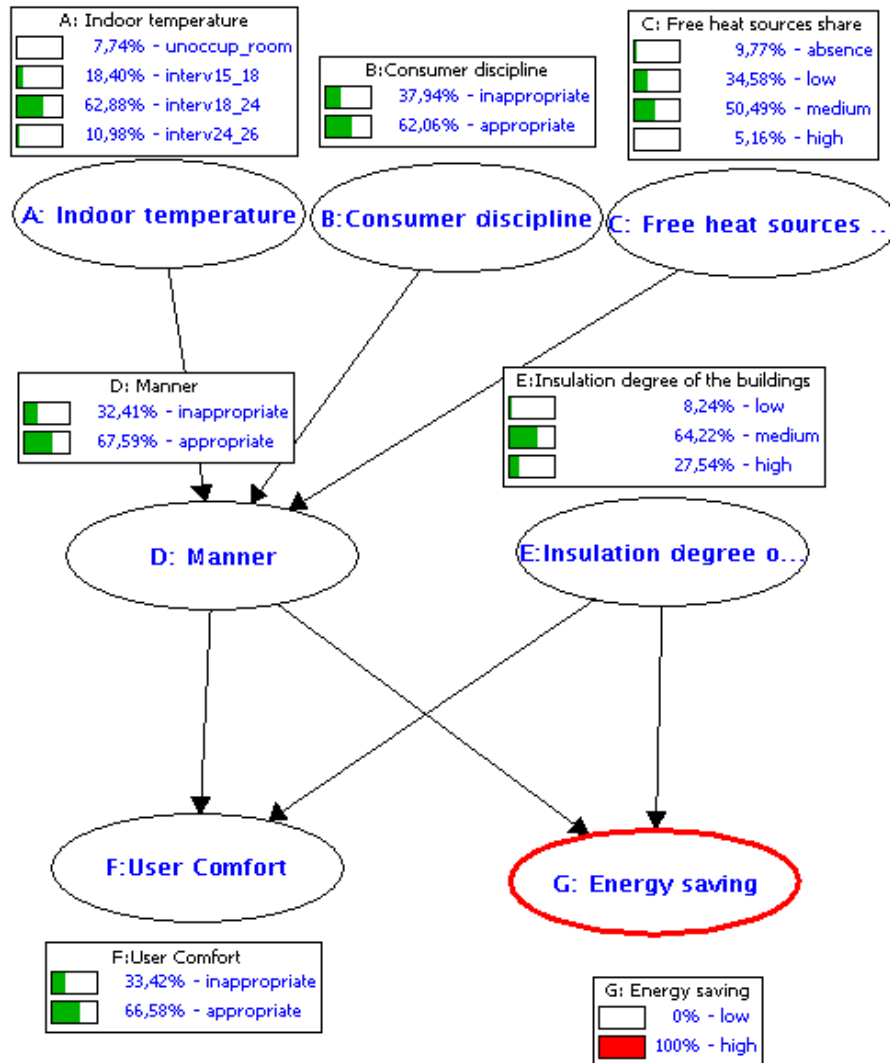 A: Indoor temperature
7,74% - unoccup_room
18,40% - interv15_18
62,88% - interv18_24
10,98% - interv24_26
B:Consumer discipline
37,94% - inappropriate
62,06% - appropriate
C: Free heat sources share
9,77% - absence
34,58% - low
50,49% - medium
5,16% - high
A: Indoor temperature
B:Consumer discipline
C: Free heat sources ...
D: Manner
32,41% - inappropriate
67,59% - appropriate
E:Insulation degree of the buildings
8,24% - low
64,22% - medium
27,54% - high
D: Manner
E:Insulation degree o...
F:User Comfort
G: Energy saving
F:User Comfort
33,42% - inappropriate
66,58% - appropriate
G: Energy saving
0% - low
100% - high